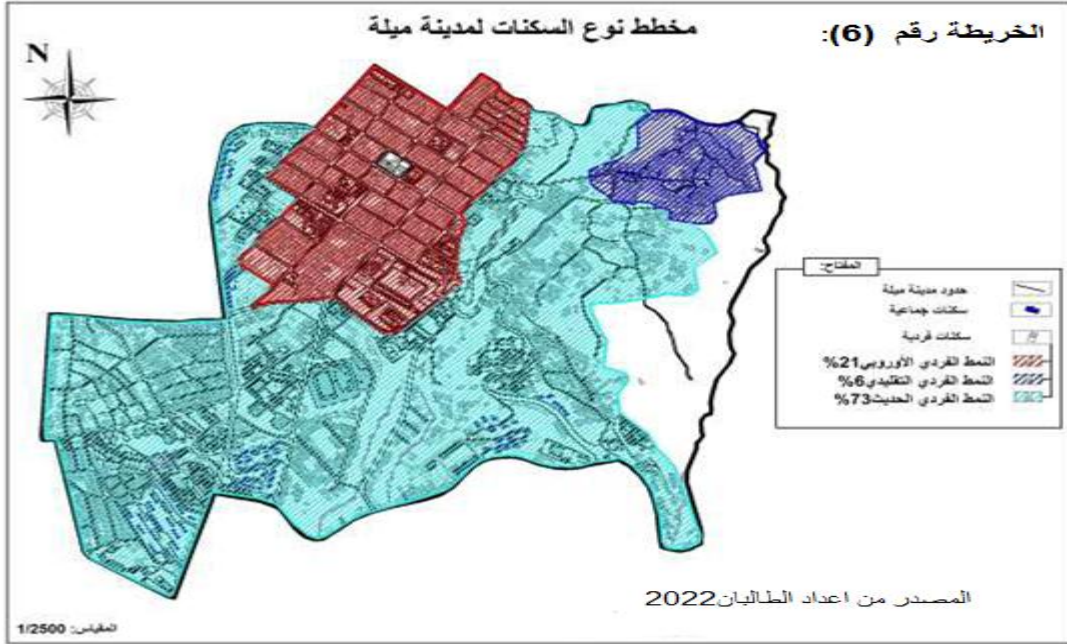 الخريطة رقم (6):
مخطط نوع السكنات لمدينة ميلة
N
المفتاح:
حدود مدينة ميلة
سكنات جماعية
سكنات فردية
النمط الفردي الأوروبي21%
النمط الفردي التقليدي6%
النمط الفردي الحديث73%
المصدر من اعداد الطالبان2022
المقياس: 1/2500